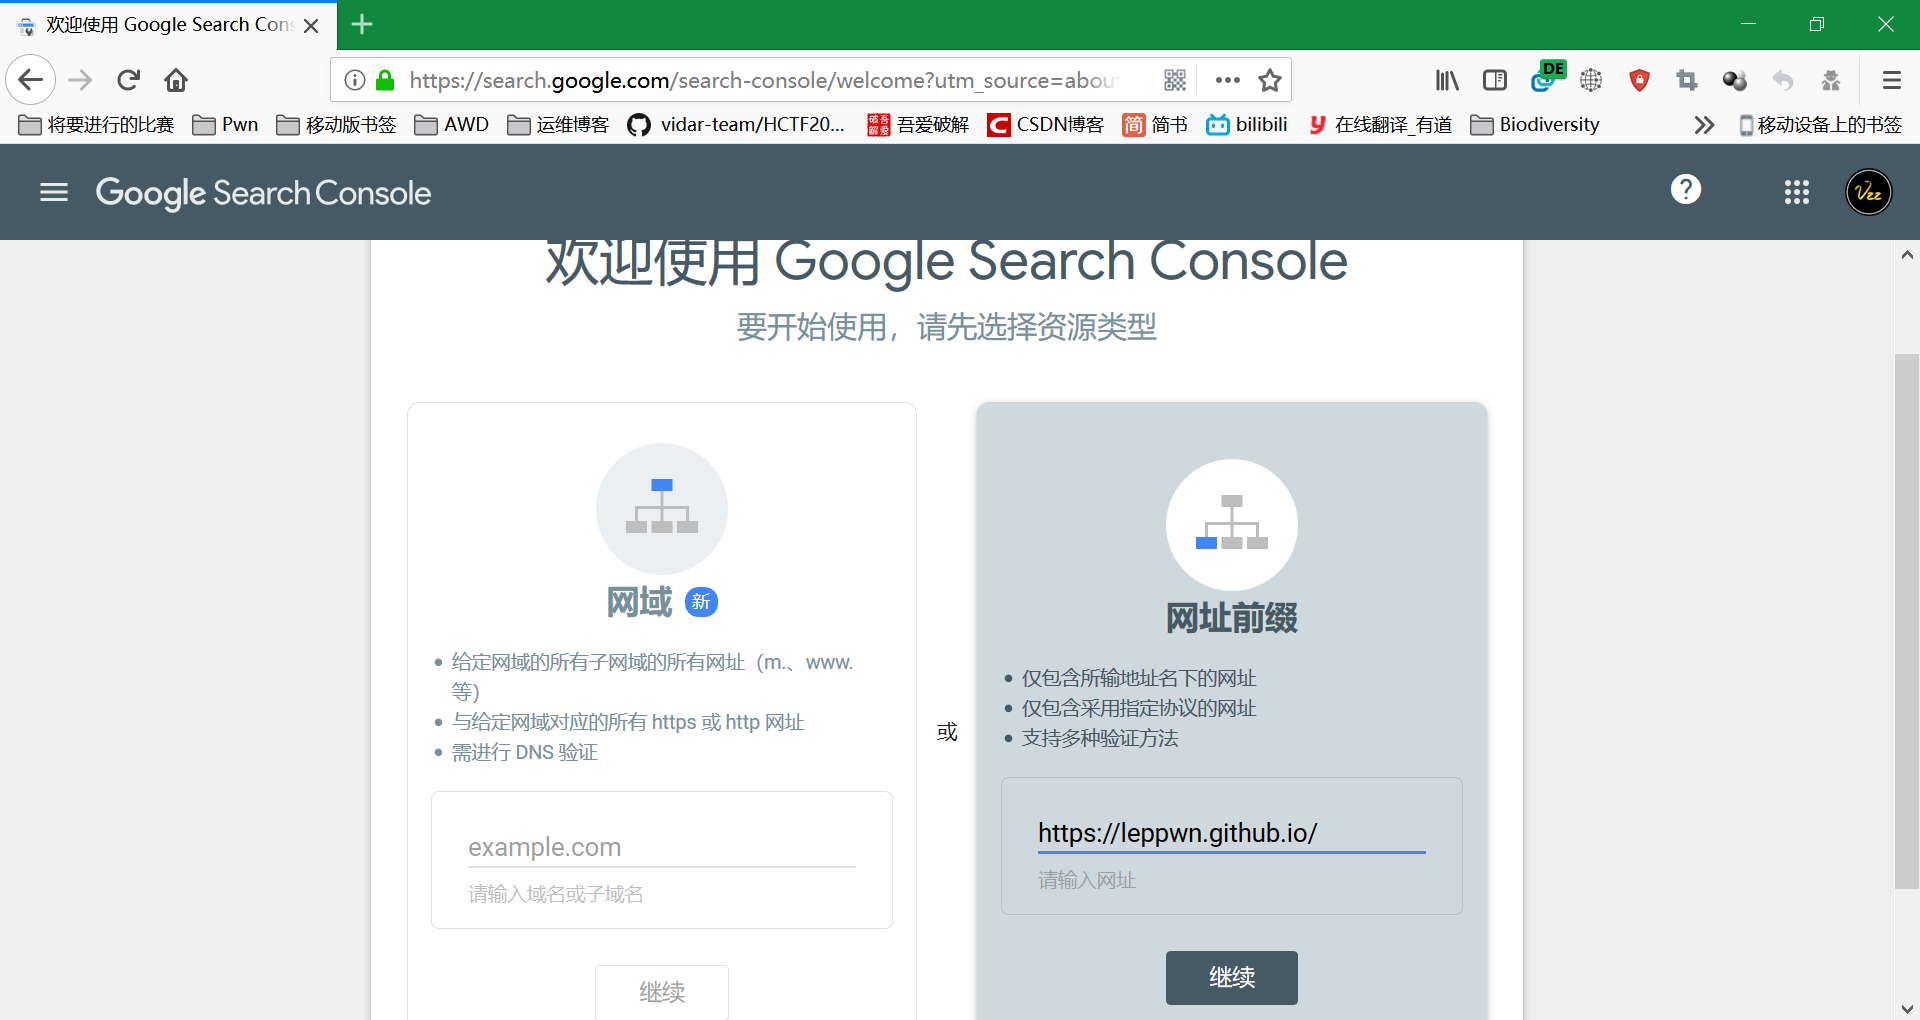 欢迎使用 Google Search Cons
https://search.google.com/search-console/welcome?utm_source=abou
DE
将要进行的比赛 Pwn 移动版书签 AWD 运维博客 vidar-team/HCTF20... 破解 吾爱 吾爱破解 C CSDN博客 简 简书 bilibili y 在线翻译_有道 Biodiversity 移动设备上的书签
Google Search Console
? Vzz
欢迎使用 Google Search Console
要开始使用，请先选择资源类型
网域 新
• 给定网域的所有子网域的所有网址（m.、www.
等）
• 与给定网域对应的所有 https 或 http 网址
• 需进行 DNS 验证
example.com
请输入域名或子域名
继续
或
网址前缀
• 仅包含所输地址名下的网址
• 仅包含采用指定协议的网址
• 支持多种验证方法
https://leppwn.github.io/
请输入网址
继续